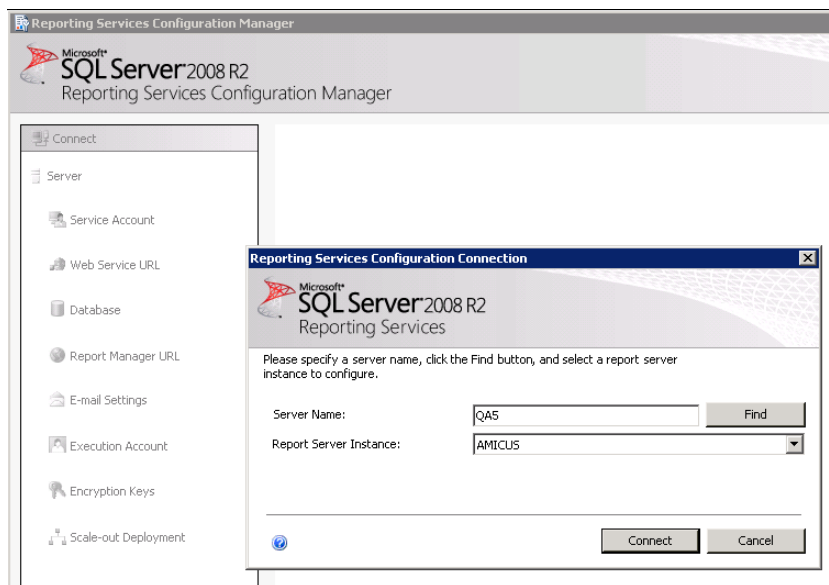 Reporting Services Configuration Manager
Microsoft®
SQL Server 2008 R2
Reporting Services Configuration Manager
Connect
Server
Service Account
Web Service URL
Database
Report Manager URL
E-mail Settings
Execution Account
Encryption Keys
Scale-out Deployment
Reporting Services Configuration Connection
Microsoft®
SQL Server 2008 R2
Reporting Services
Please specify a server name, click the Find button, and select a report server
instance to configure.
Server Name: QA5 Find
Report Server Instance: AMICUS
Connect Cancel